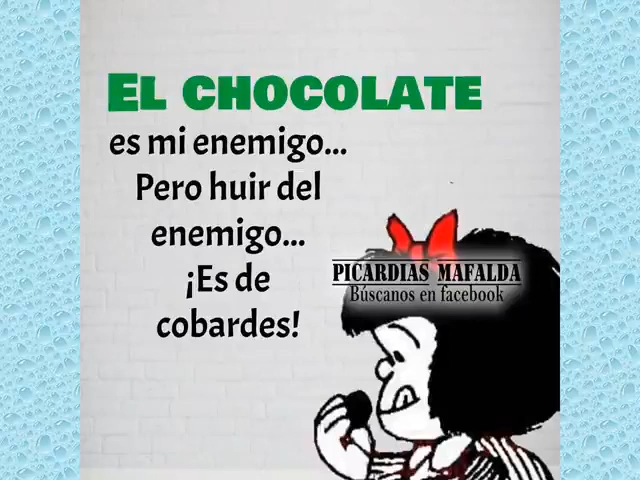 EL CHOCOLATE
es mi enemigo...
Pero huir del
enemigo...
¡Es de
cobardes!
PICARDIAS MAFALDA
Búscanos en facebook